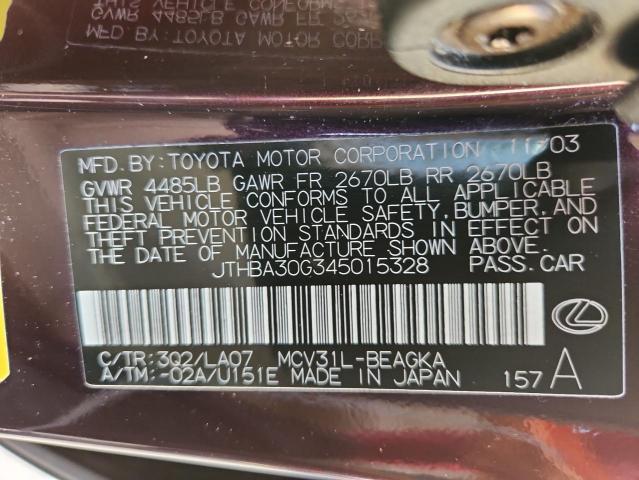 MFD. BY: TOYOTA MOTOR CORPORATION 11/03
GVWR 4485LB GAWR FR 2670LB RR 2670LB
THIS VEHICLE CONFORMS TO ALL APPLICABLE
FEDERAL MOTOR VEHICLE SAFETY, BUMPER, AND
THEFT PREVENTION STANDARDS IN EFFECT ON
THE DATE OF MANUFACTURE SHOWN ABOVE.
JTHBA30G345015328 PASS. CAR
C/TR: 3Q2/LA07 MCV31L-BEAGKA
A/TM: -02A/U151E MADE IN JAPAN 157 A